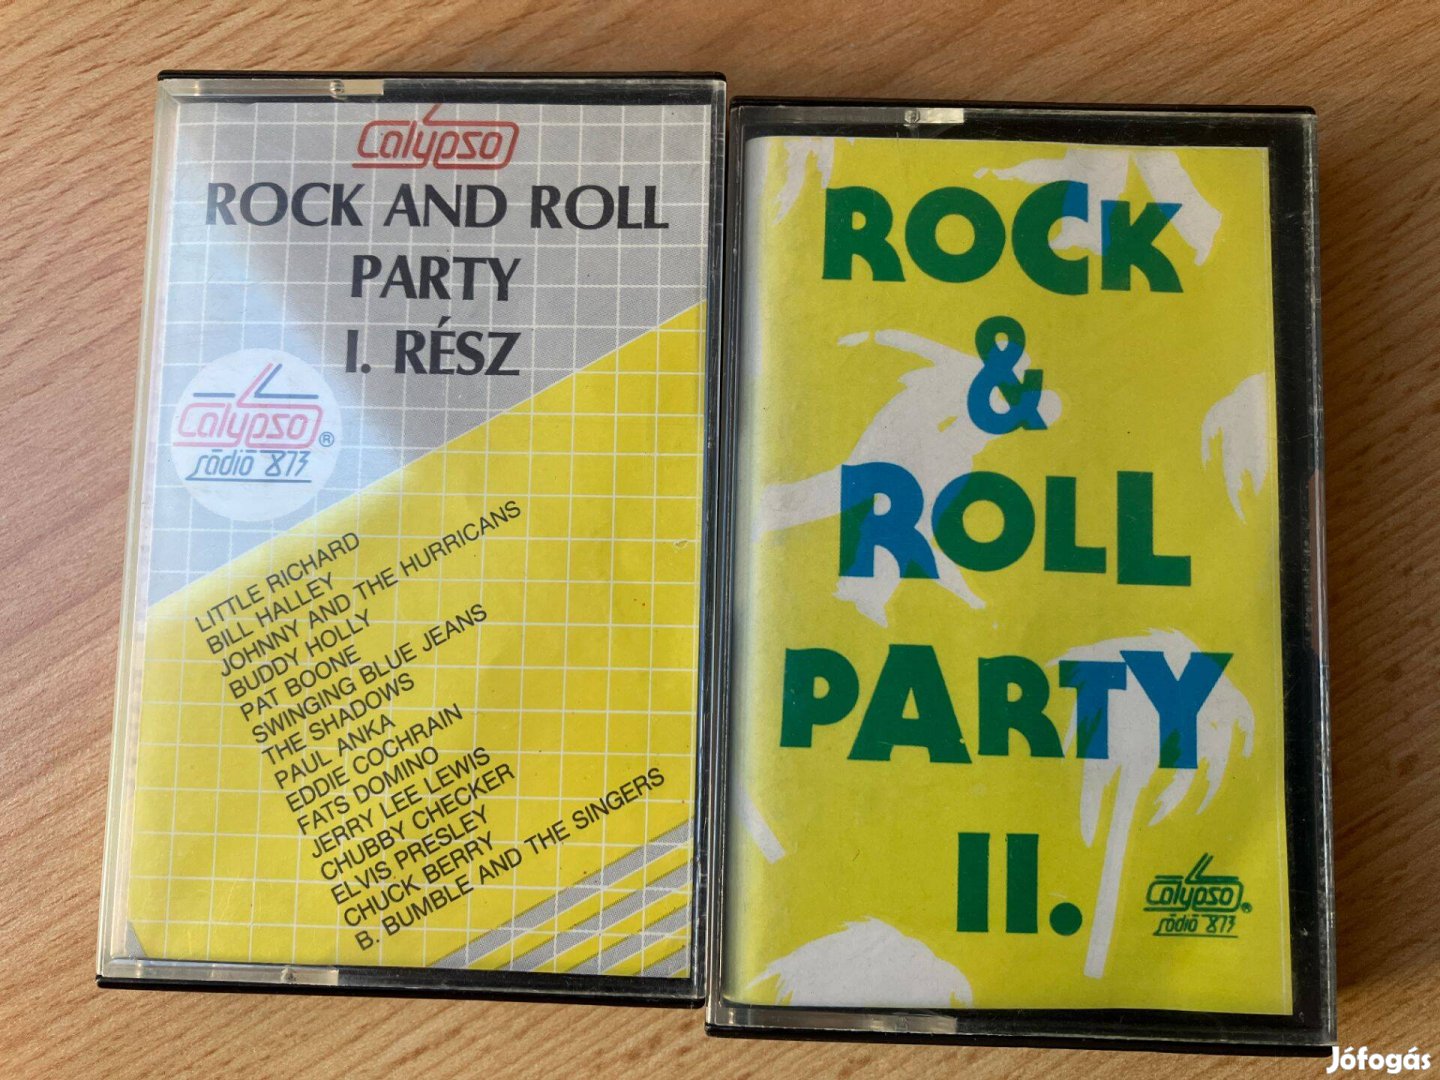 Calypso
ROCK AND ROLL
PARTY
I. RÉSZ
Calypso®
rádió 873
LITTLE RICHARD
BILL HALLEY
JOHNNY AND THE HURRICANS
BUDDY HOLLY
PAT BOONE
SWINGING BLUE JEANS
THE SHADOWS
PAUL ANKA
EDDIE COCHRAIN
FATS DOMINO
JERRY LEE LEWIS
CHUBBY CHECKER
ELVIS PRESLEY
CHUCK BERRY
B. BUMBLE AND THE SINGERS
ROCK
&
ROLL
PARTY
II.
Calypso®
rádió 873
Jófogás